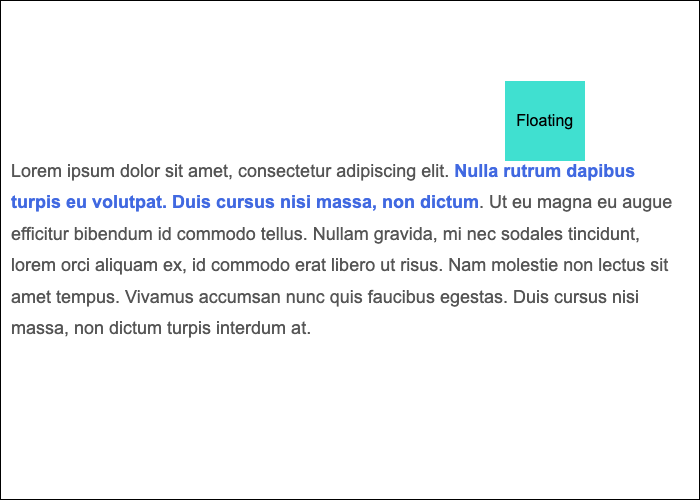 Floating
Lorem ipsum dolor sit amet, consectetur adipiscing elit. Nulla rutrum dapibus
turpis eu volutpat. Duis cursus nisi massa, non dictum. Ut eu magna eu augue
efficitur bibendum id commodo tellus. Nullam gravida, mi nec sodales tincidunt,
lorem orci aliquam ex, id commodo erat libero ut risus. Nam molestie non lectus sit
amet tempus. Vivamus accumsan nunc quis faucibus egestas. Duis cursus nisi
massa, non dictum turpis interdum at.